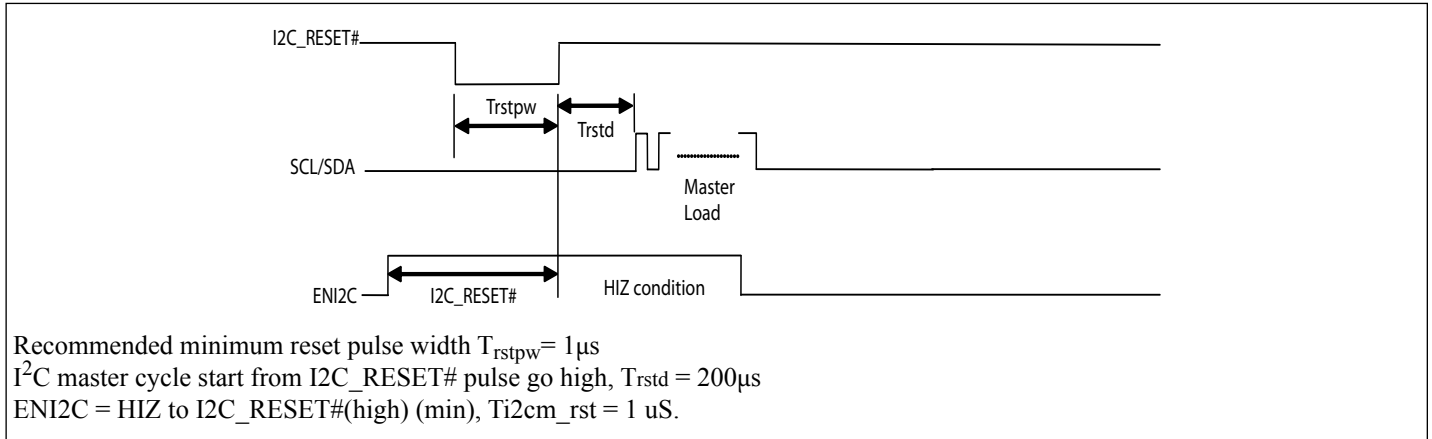 I2C_RESET#
Trstpw
Trstd
SCL/SDA
Master
Load
ENI2C
I2C_RESET#
HIZ condition
Recommended minimum reset pulse width Trstpw= 1μs
I2C master cycle start from I2C_RESET# pulse go high, Trstd = 200μs
ENI2C = HIZ to I2C_RESET#(high) (min), Ti2cm_rst = 1 uS.